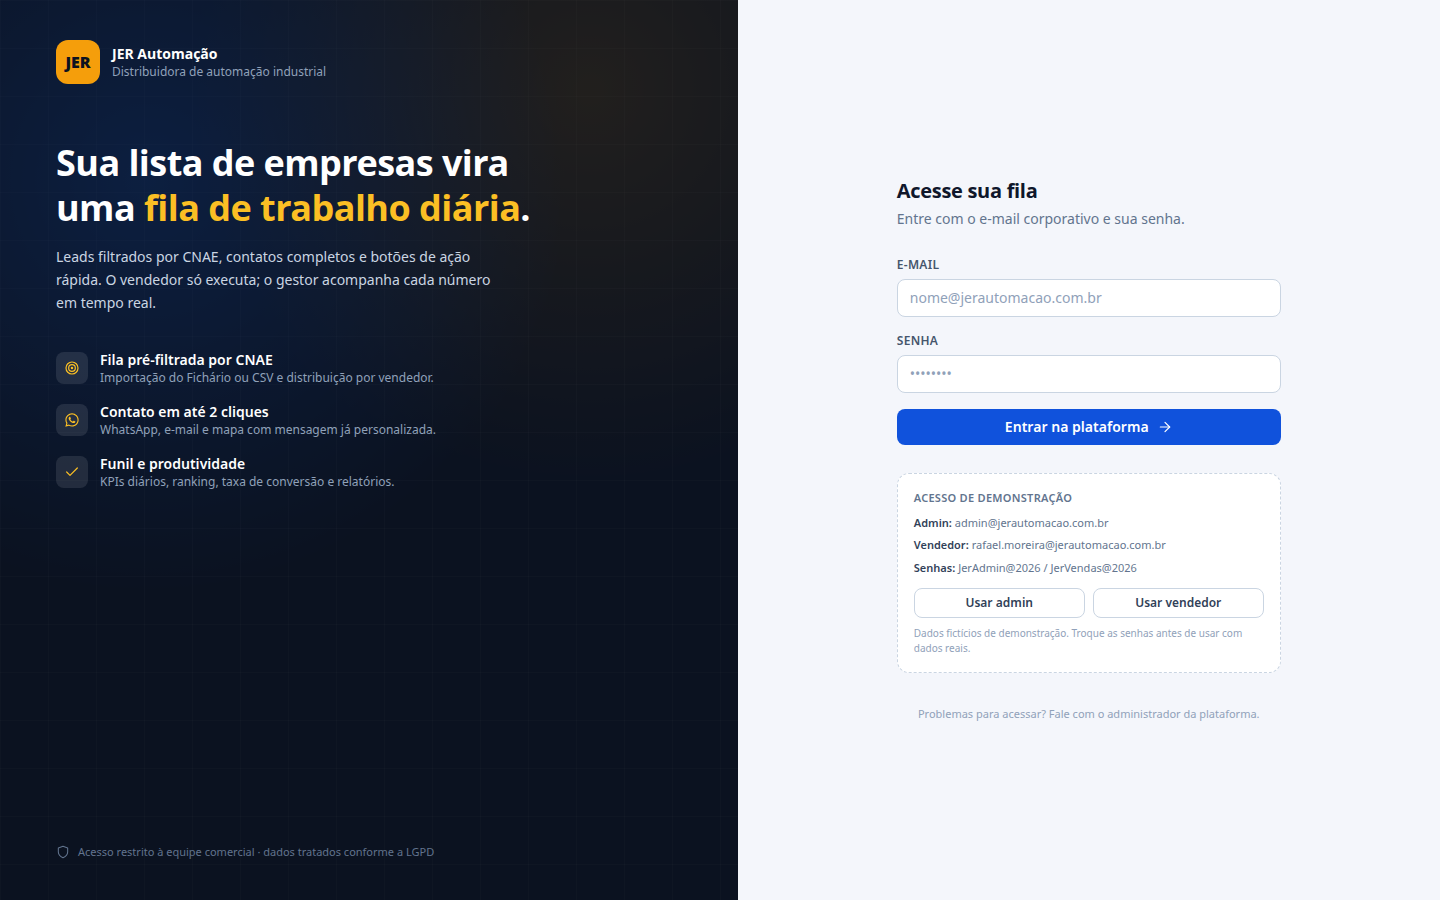 JER
JER Automação
Distribuidora de automação industrial
Sua lista de empresas vira
uma fila de trabalho diária.
Leads filtrados por CNAE, contatos completos e botões de ação
rápida. O vendedor só executa; o gestor acompanha cada número
em tempo real.
Fila pré-filtrada por CNAE
Importação do Fichário ou CSV e distribuição por vendedor.
Contato em até 2 cliques
WhatsApp, e-mail e mapa com mensagem já personalizada.
Funil e produtividade
KPIs diários, ranking, taxa de conversão e relatórios.
Acesso restrito à equipe comercial · dados tratados conforme a LGPD
Acesse sua fila
Entre com o e-mail corporativo e sua senha.
E-MAIL
nome@jerautomacao.com.br
SENHA
••••••••
Entrar na plataforma →
ACESSO DE DEMONSTRAÇÃO
Admin: admin@jerautomacao.com.br
Vendedor: rafael.moreira@jerautomacao.com.br
Senhas: JerAdmin@2026 / JerVendas@2026
Usar admin
Usar vendedor
Dados fictícios de demonstração. Troque as senhas antes de usar com
dados reais.
Problemas para acessar? Fale com o administrador da plataforma.